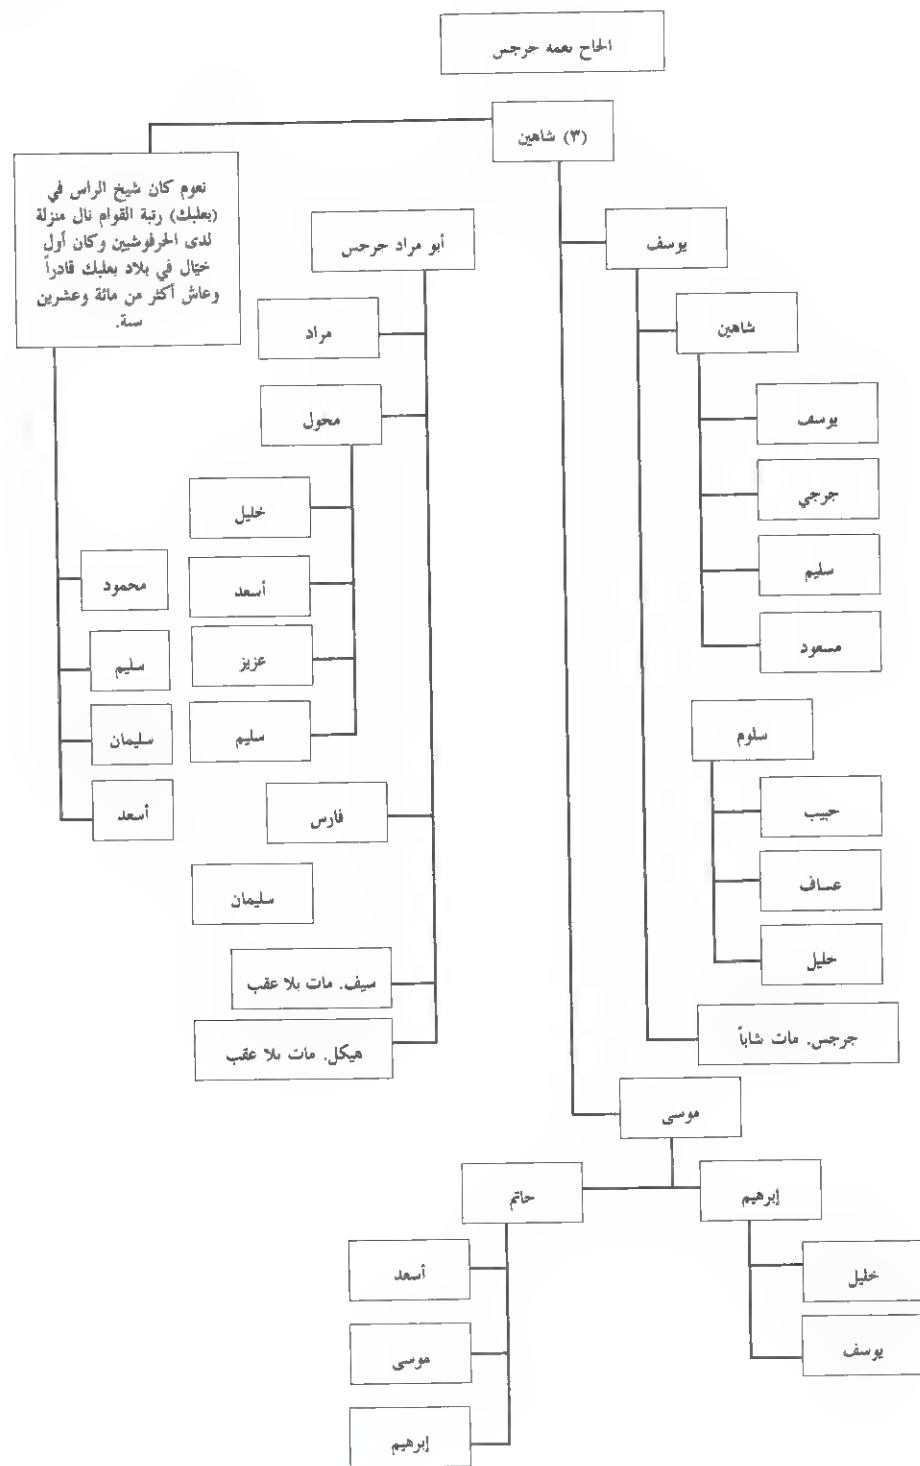 الحاج نعمه جرجس
(٣) شاهين
نعوم كان شيخ الراس في
(بعلبك) رتبة القوام نال منزلة
لدى الحرفوشيين وكان أول
خيّال في بلاد بعلبك قادراً
وعاش أكثر من مائة وعشرين
سنة.
أبو مراد جرجس
يوسف
مراد
شاهين
محول
يوسف
خليل
جرجي
أسعد
سليم
محمود
عزيز
مسعود
سليم
سليم
سلوم
سليمان
أسعد
فارس
حبيب
سليمان
عساف
سيف. مات بلا عقب
خليل
هيكل. مات بلا عقب
جرجس. مات شاباً
موسى
حاتم
إبرهيم
أسعد
خليل
موسى
يوسف
إبرهيم